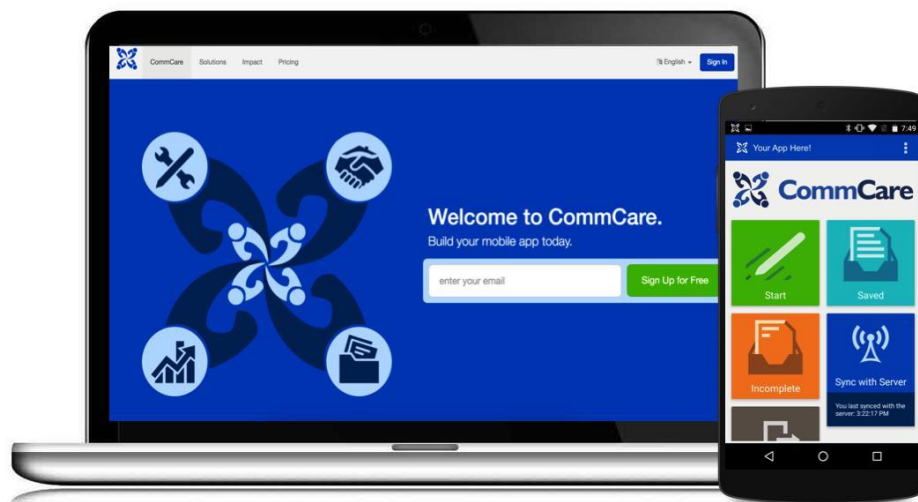 CommCare Solutions Impact Pricing English Sign In
Welcome to CommCare.
Build your mobile app today.
enter your email Sign Up for Free
7:49
Your App Here!
CommCare
Start Saved
Incomplete Sync with Server
You last synced with the
server: 3:22:17 PM